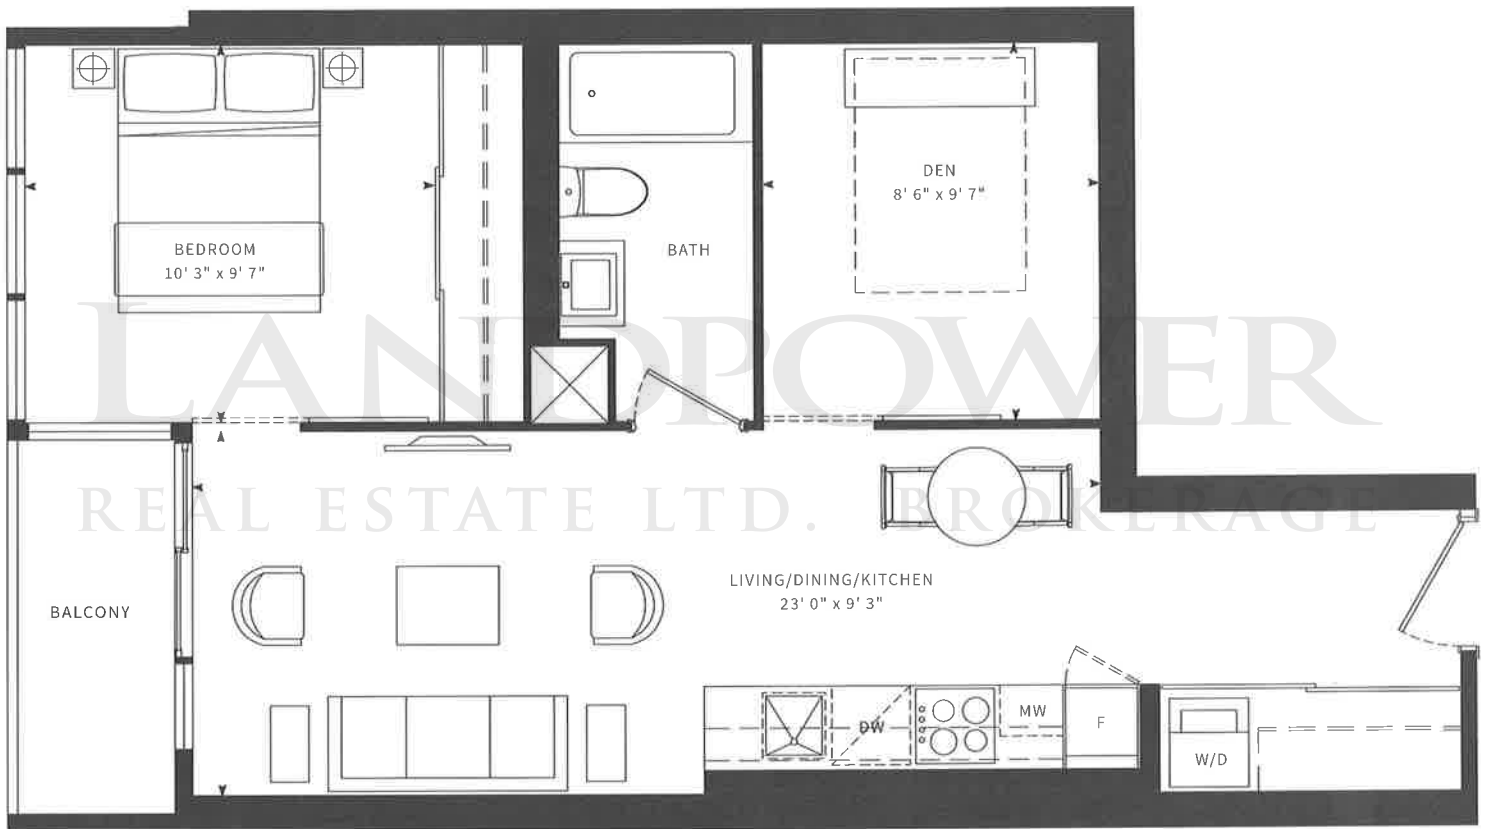 BEDROOM
10' 3" x 9' 7"
BATH
DEN
8' 6" x 9' 7"
LANDPOWER
REAL ESTATE LTD. BROKERAGE
LIVING/DINING/KITCHEN
23' 0" x 9' 3"
BALCONY
DW
MW
F
W/D